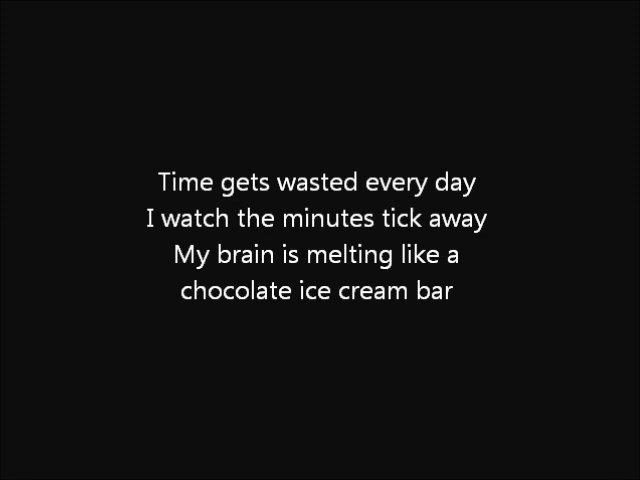 Time gets wasted every day
I watch the minutes tick away
My brain is melting like a
chocolate ice cream bar